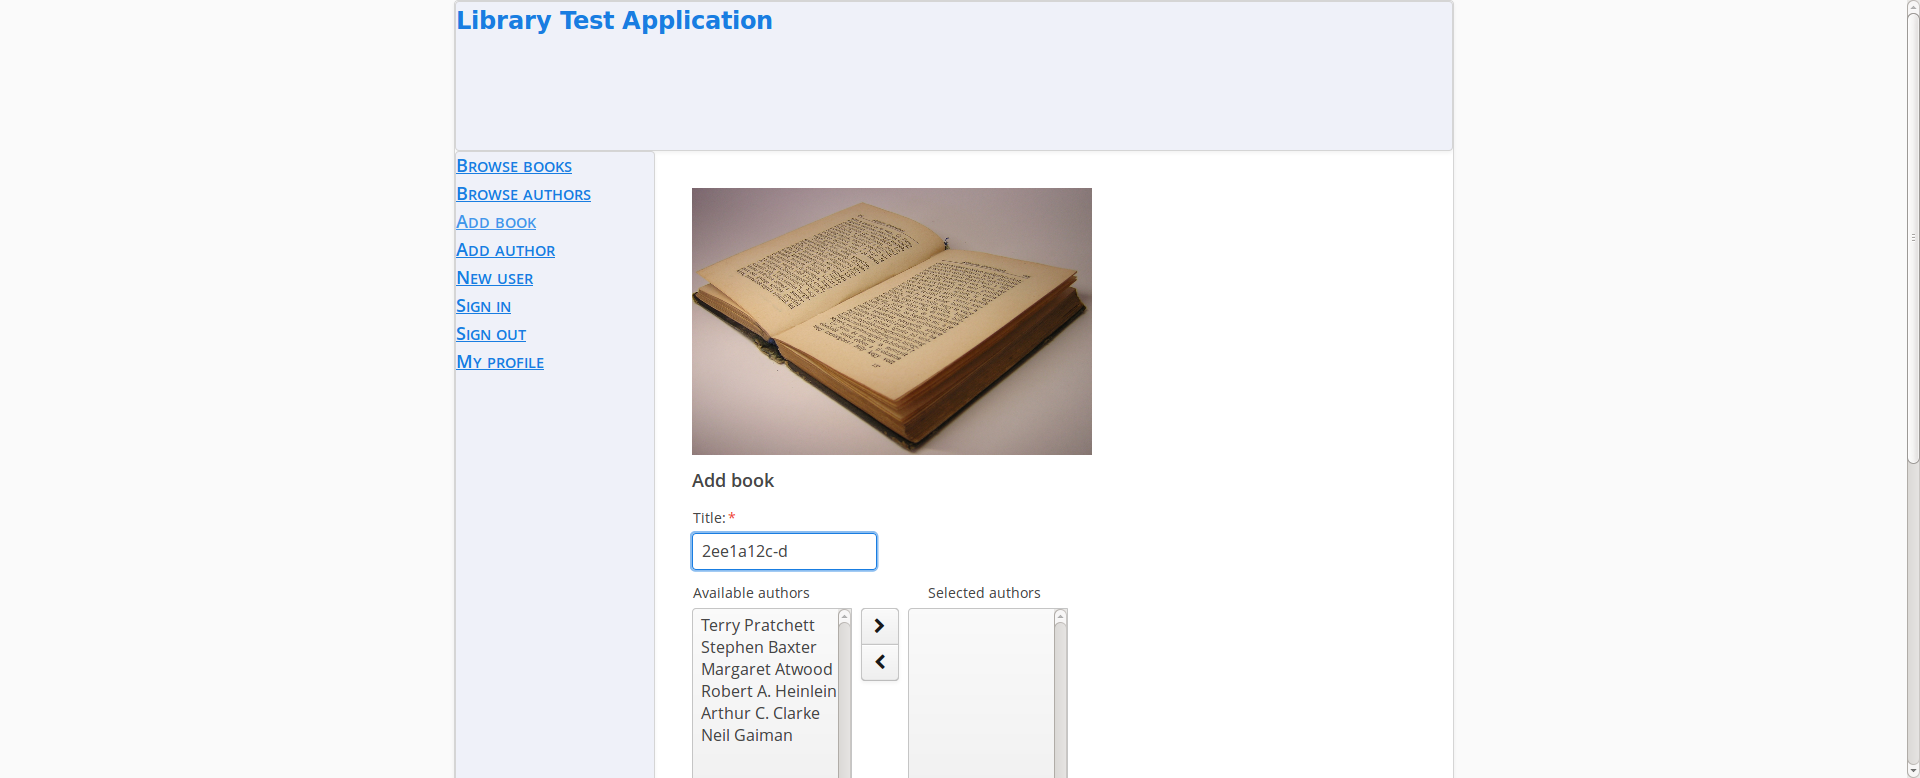 Library Test Application
Browse books
Browse authors
Add book
Add author
New user
Sign in
Sign out
My profile
Add book
Title:*
2ee1a12c-d
Available authors
Selected authors
Terry Pratchett
Stephen Baxter
Margaret Atwood
Robert A. Heinlein
Arthur C. Clarke
Neil Gaiman